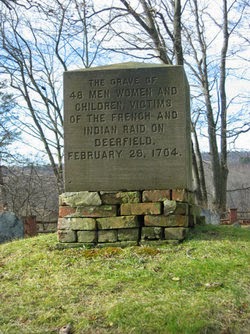 THE GRAVE OF
48 MEN, WOMEN AND
CHILDREN, VICTIMS
OF THE FRENCH AND
INDIAN RAID ON
DEERFIELD,
FEBRUARY 29, 1704.